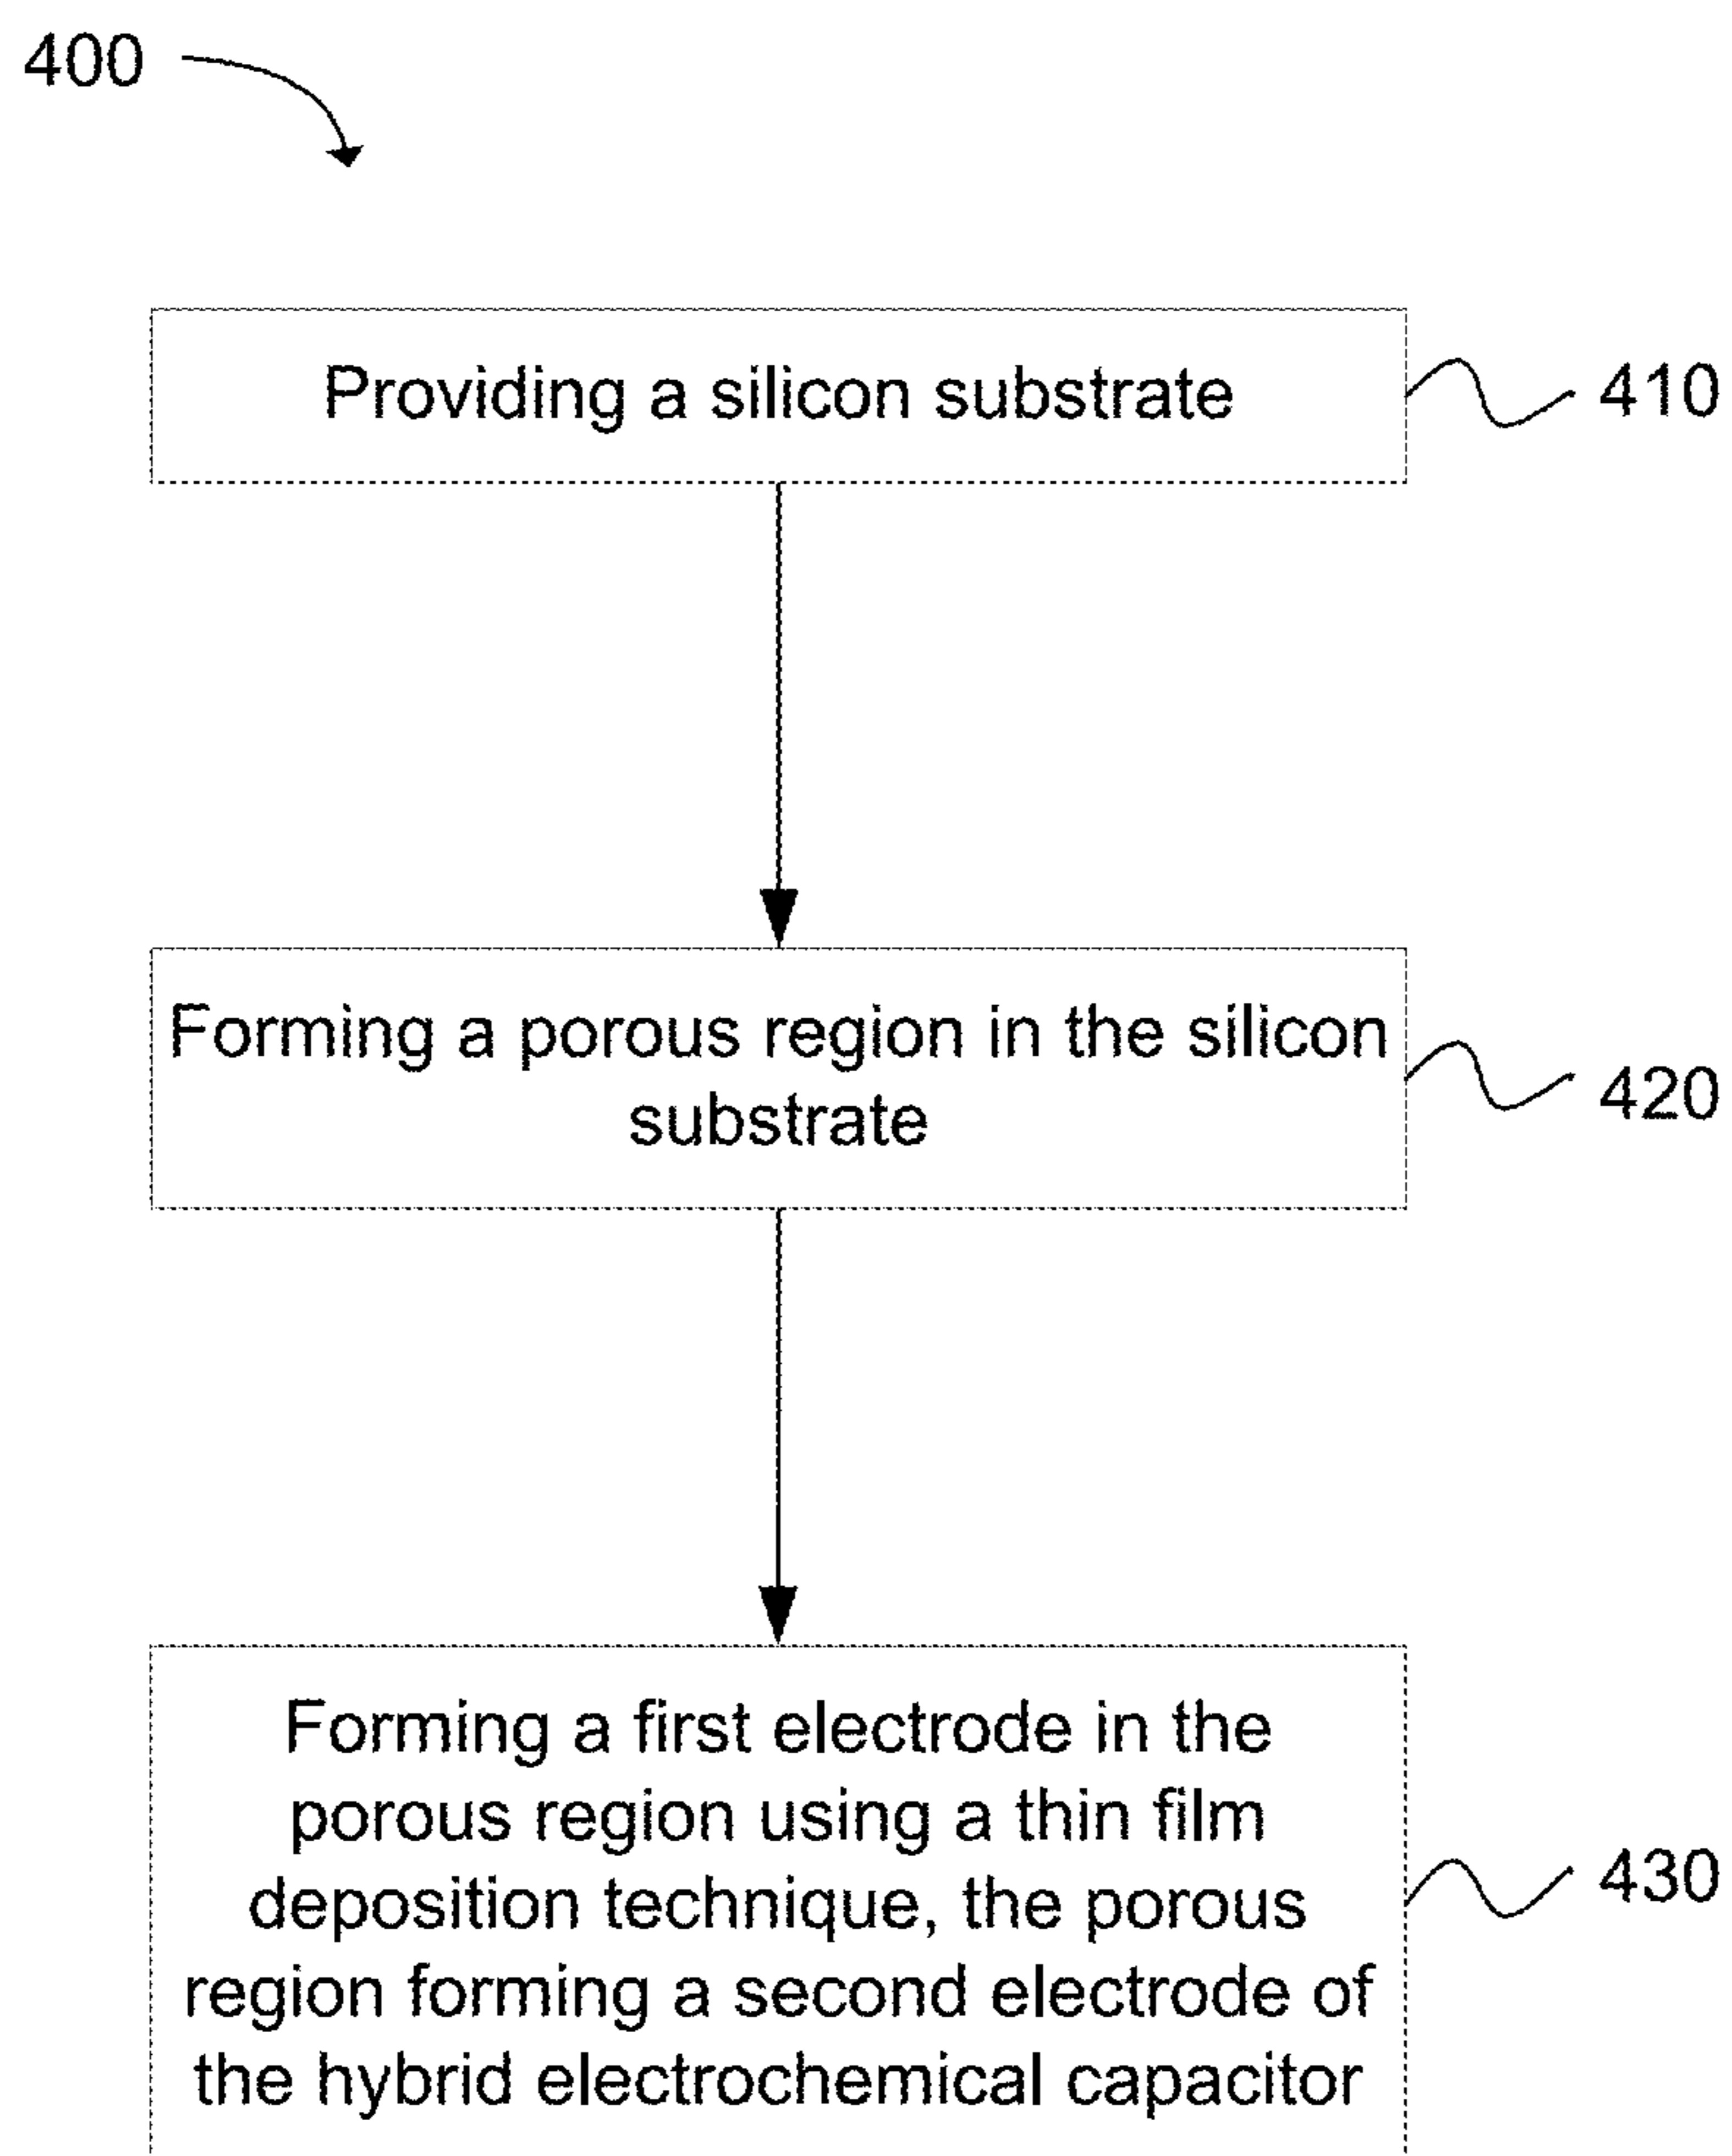 400
Providing a silicon substrate
410
Forming a porous region in the silicon
substrate
420
Forming a first electrode in the
porous region using a thin film
deposition technique, the porous
region forming a second electrode of
the hybrid electrochemical capacitor
430